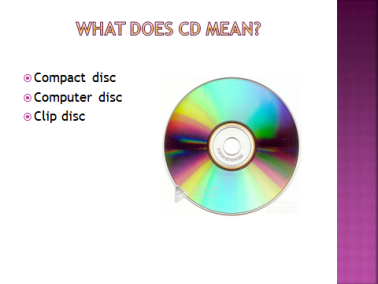 WHAT DOES CD MEAN?
Compact disc
Computer disc
Clip disc